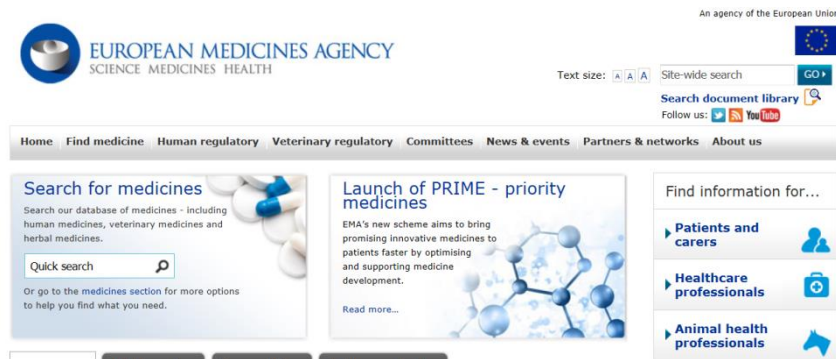 An agency of the European Union
EUROPEAN MEDICINES AGENCY
SCIENCE MEDICINES HEALTH
Text size: A A A
Site-wide search
GO
Search document library
Follow us:
You Tube
Home Find medicine Human regulatory Veterinary regulatory Committees News & events Partners & networks About us
Search for medicines
Search our database of medicines - including
human medicines, veterinary medicines and
herbal medicines.
Quick search
Or go to the medicines section for more options
to help you find what you need.
Launch of PRIME - priority
medicines
EMA's new scheme aims to bring
promising innovative medicines to
patients faster by optimising
and supporting medicine
development.
Read more...
Find information for...
Patients and
carers
Healthcare
professionals
Animal health
professionals